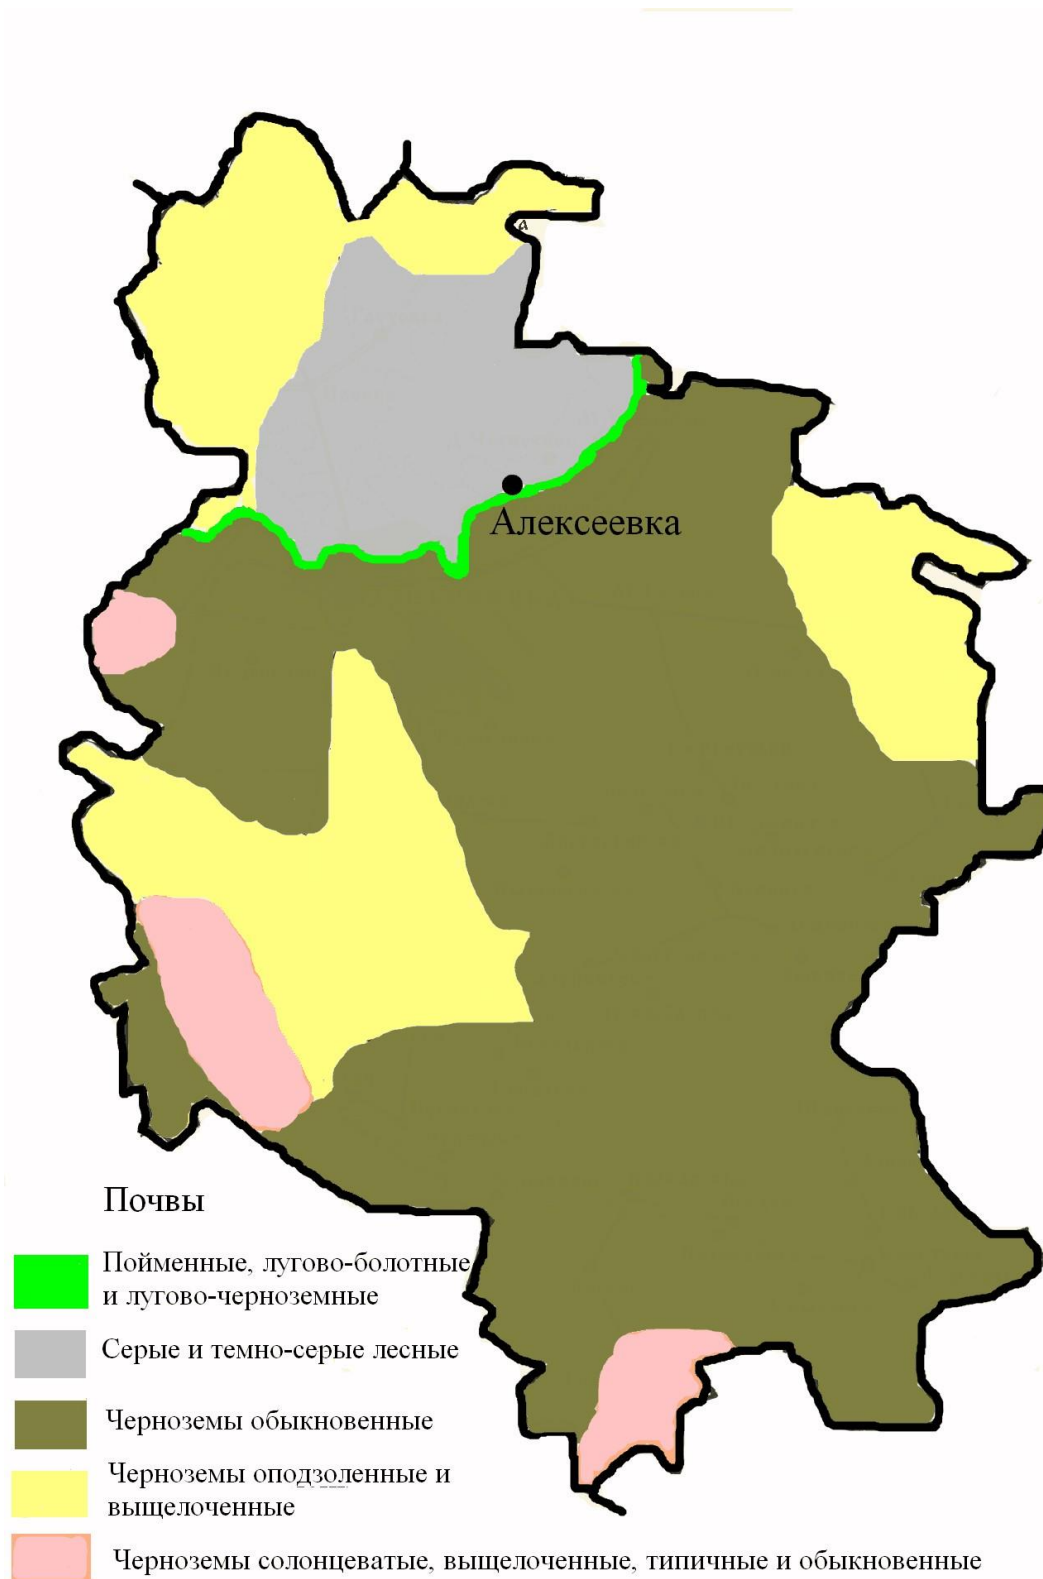 а
Алексеевка
Почвы
Пойменные, лугово-болотные
и лугово-черноземные
Серые и темно-серые лесные
Черноземы обыкновенные
Черноземы оподзоленные и
выщелоченные
Черноземы солонцеватые, выщелоченные, типичные и обыкновенные